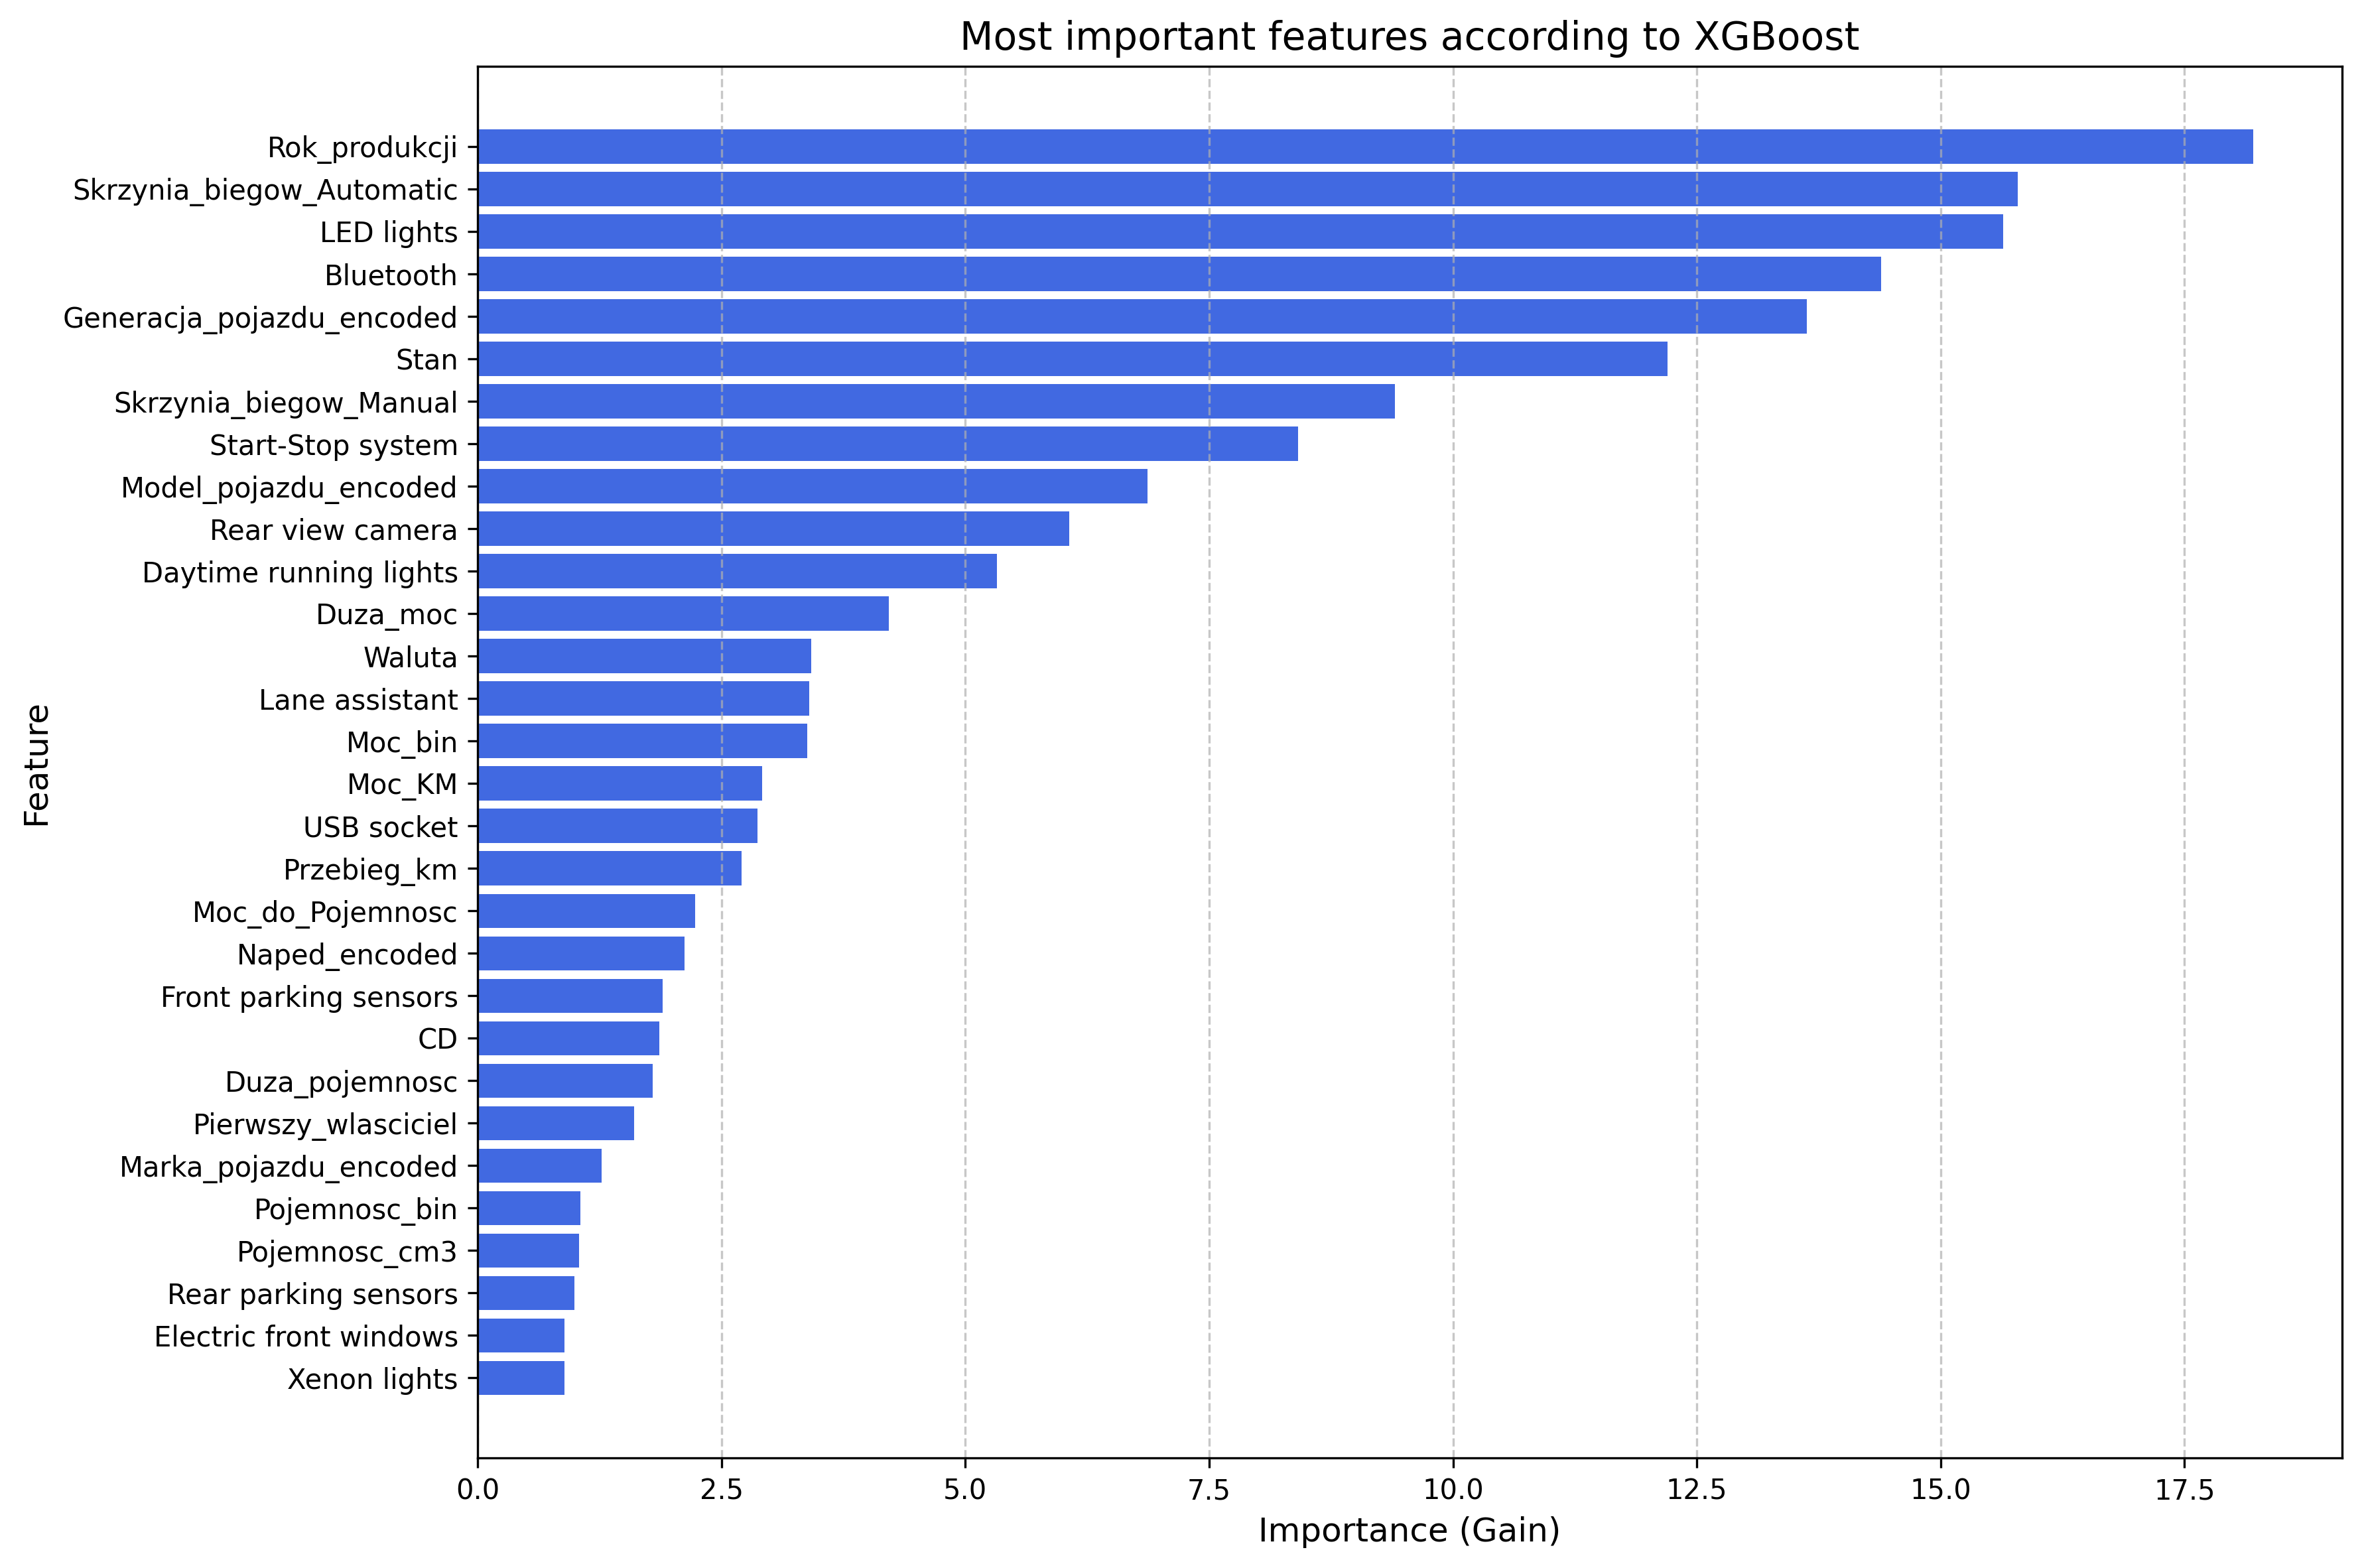 Most important features according to XGBoost
Feature
Rok_produkcji
Skrzynia_biegow_Automatic
LED lights
Bluetooth
Generacja_pojazdu_encoded
Stan
Skrzynia_biegow_Manual
Start-Stop system
Model_pojazdu_encoded
Rear view camera
Daytime running lights
Duza_moc
Waluta
Lane assistant
Moc_bin
Moc_KM
USB socket
Przebieg_km
Moc_do_Pojemnosc
Naped_encoded
Front parking sensors
CD
Duza_pojemnosc
Pierwszy_wlasciciel
Marka_pojazdu_encoded
Pojemnosc_bin
Pojemnosc_cm3
Rear parking sensors
Electric front windows
Xenon lights
0.0 2.5 5.0 7.5 10.0 12.5 15.0 17.5
Importance (Gain)